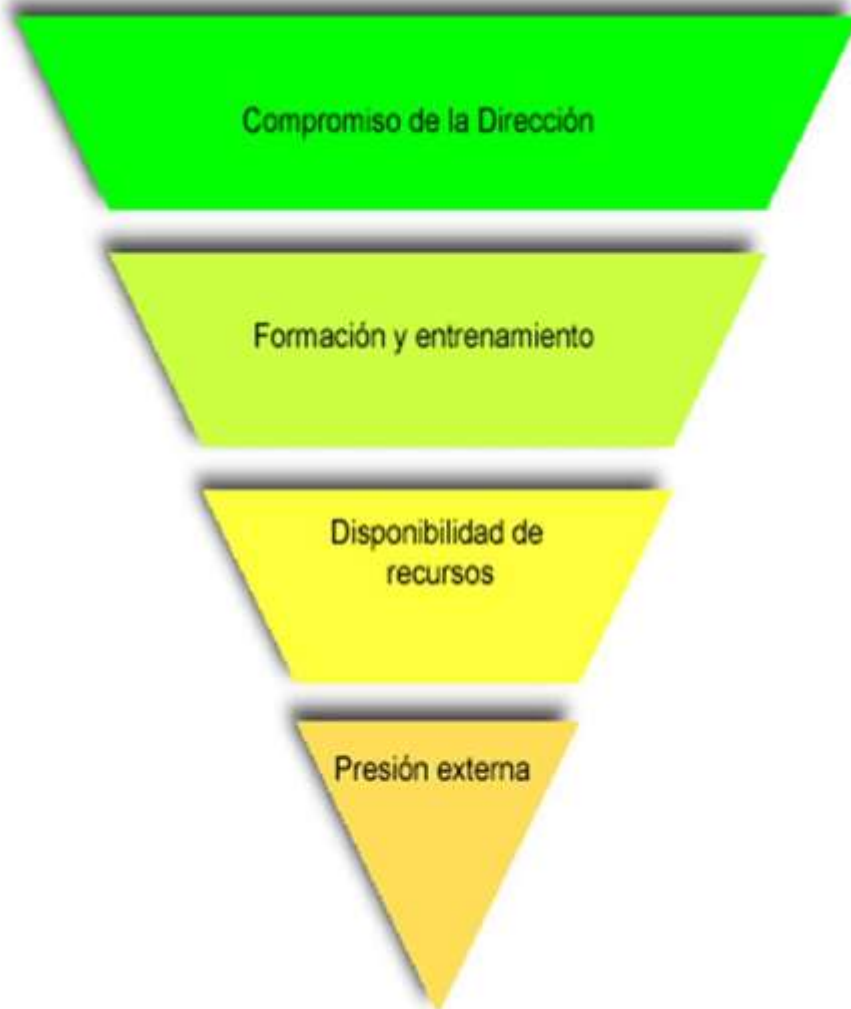 Compromiso de la Dirección
Formación y entrenamiento
Disponibilidad de
recursos
Presión externa